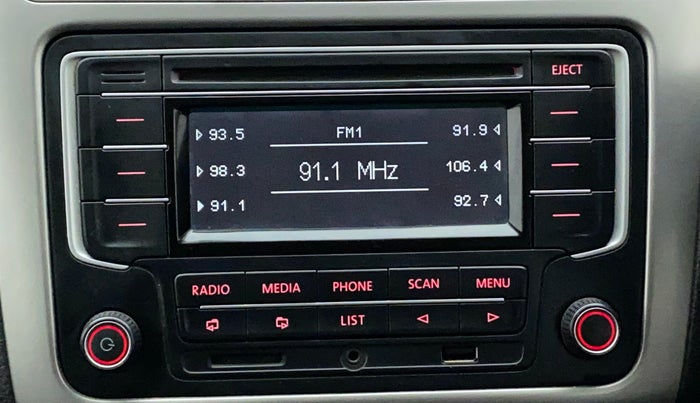 EJECT
93.5 FM1 91.9
98.3 91.1 MHz 106.4
91.1 92.7
RADIO MEDIA PHONE SCAN MENU
LIST